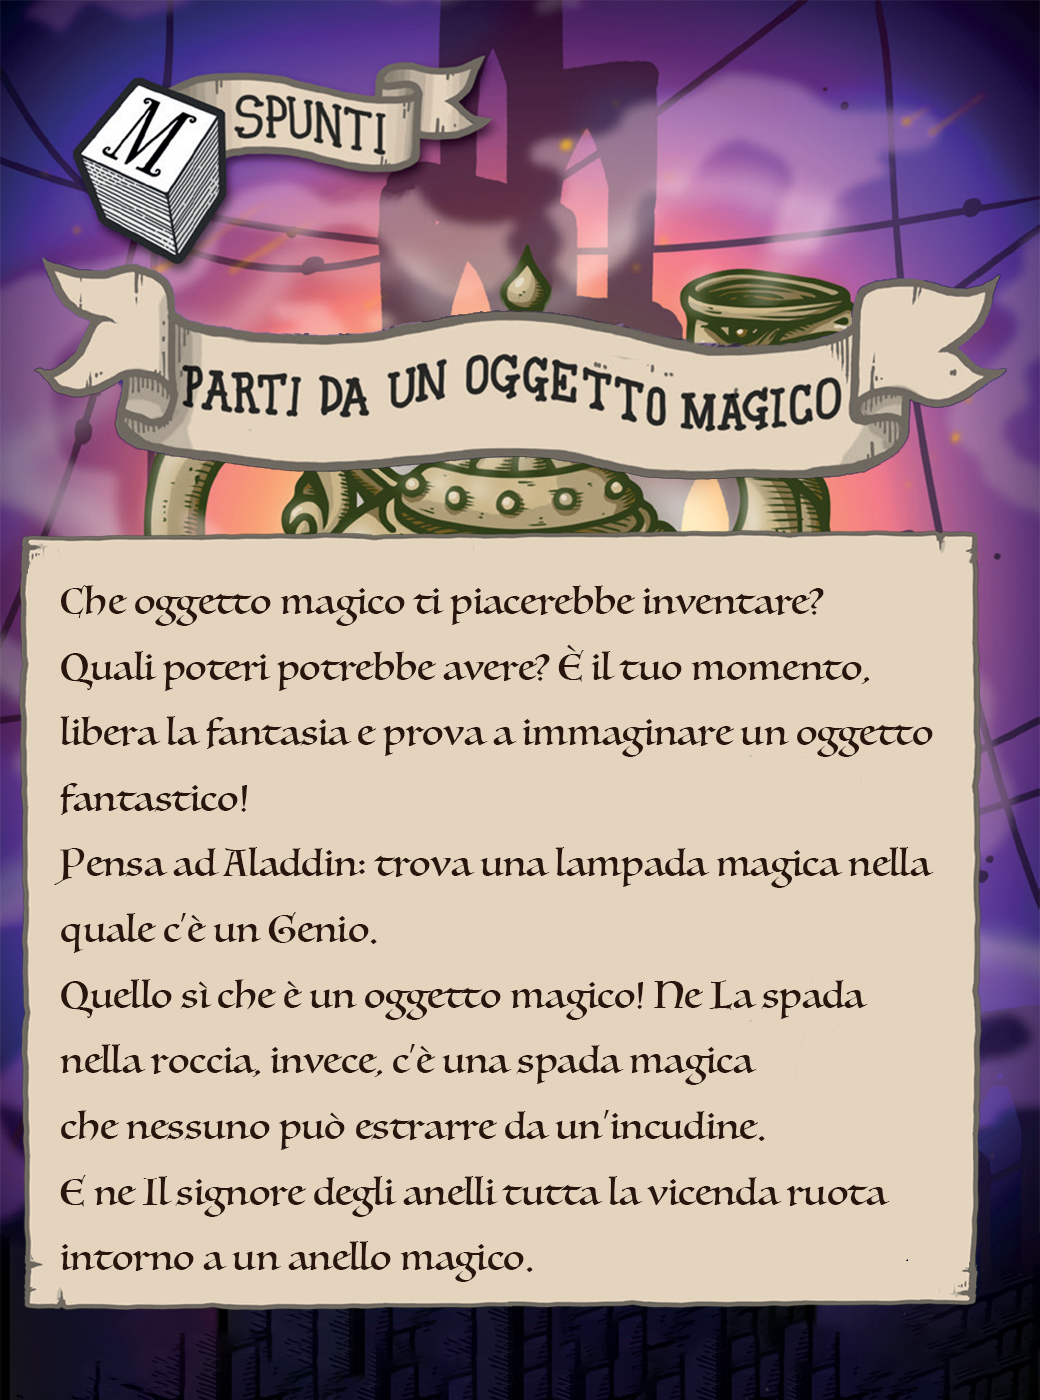 M
SPUNTI
PARTI DA UN OGGETTO MAGICO
Che oggetto magico ti piacerebbe inventare?
Quali poteri potrebbe avere? È il tuo momento,
libera la fantasia e prova a immaginare un oggetto
fantastico!
Pensa ad Aladdin: trova una lampada magica nella
quale c'è un Genio.
Quello sì che è un oggetto magico! Ne La spada
nella roccia, invece, c'è una spada magica
che nessuno può estrarre da un'incudine.
E ne Il signore degli anelli tutta la vicenda ruota
intorno a un anello magico.